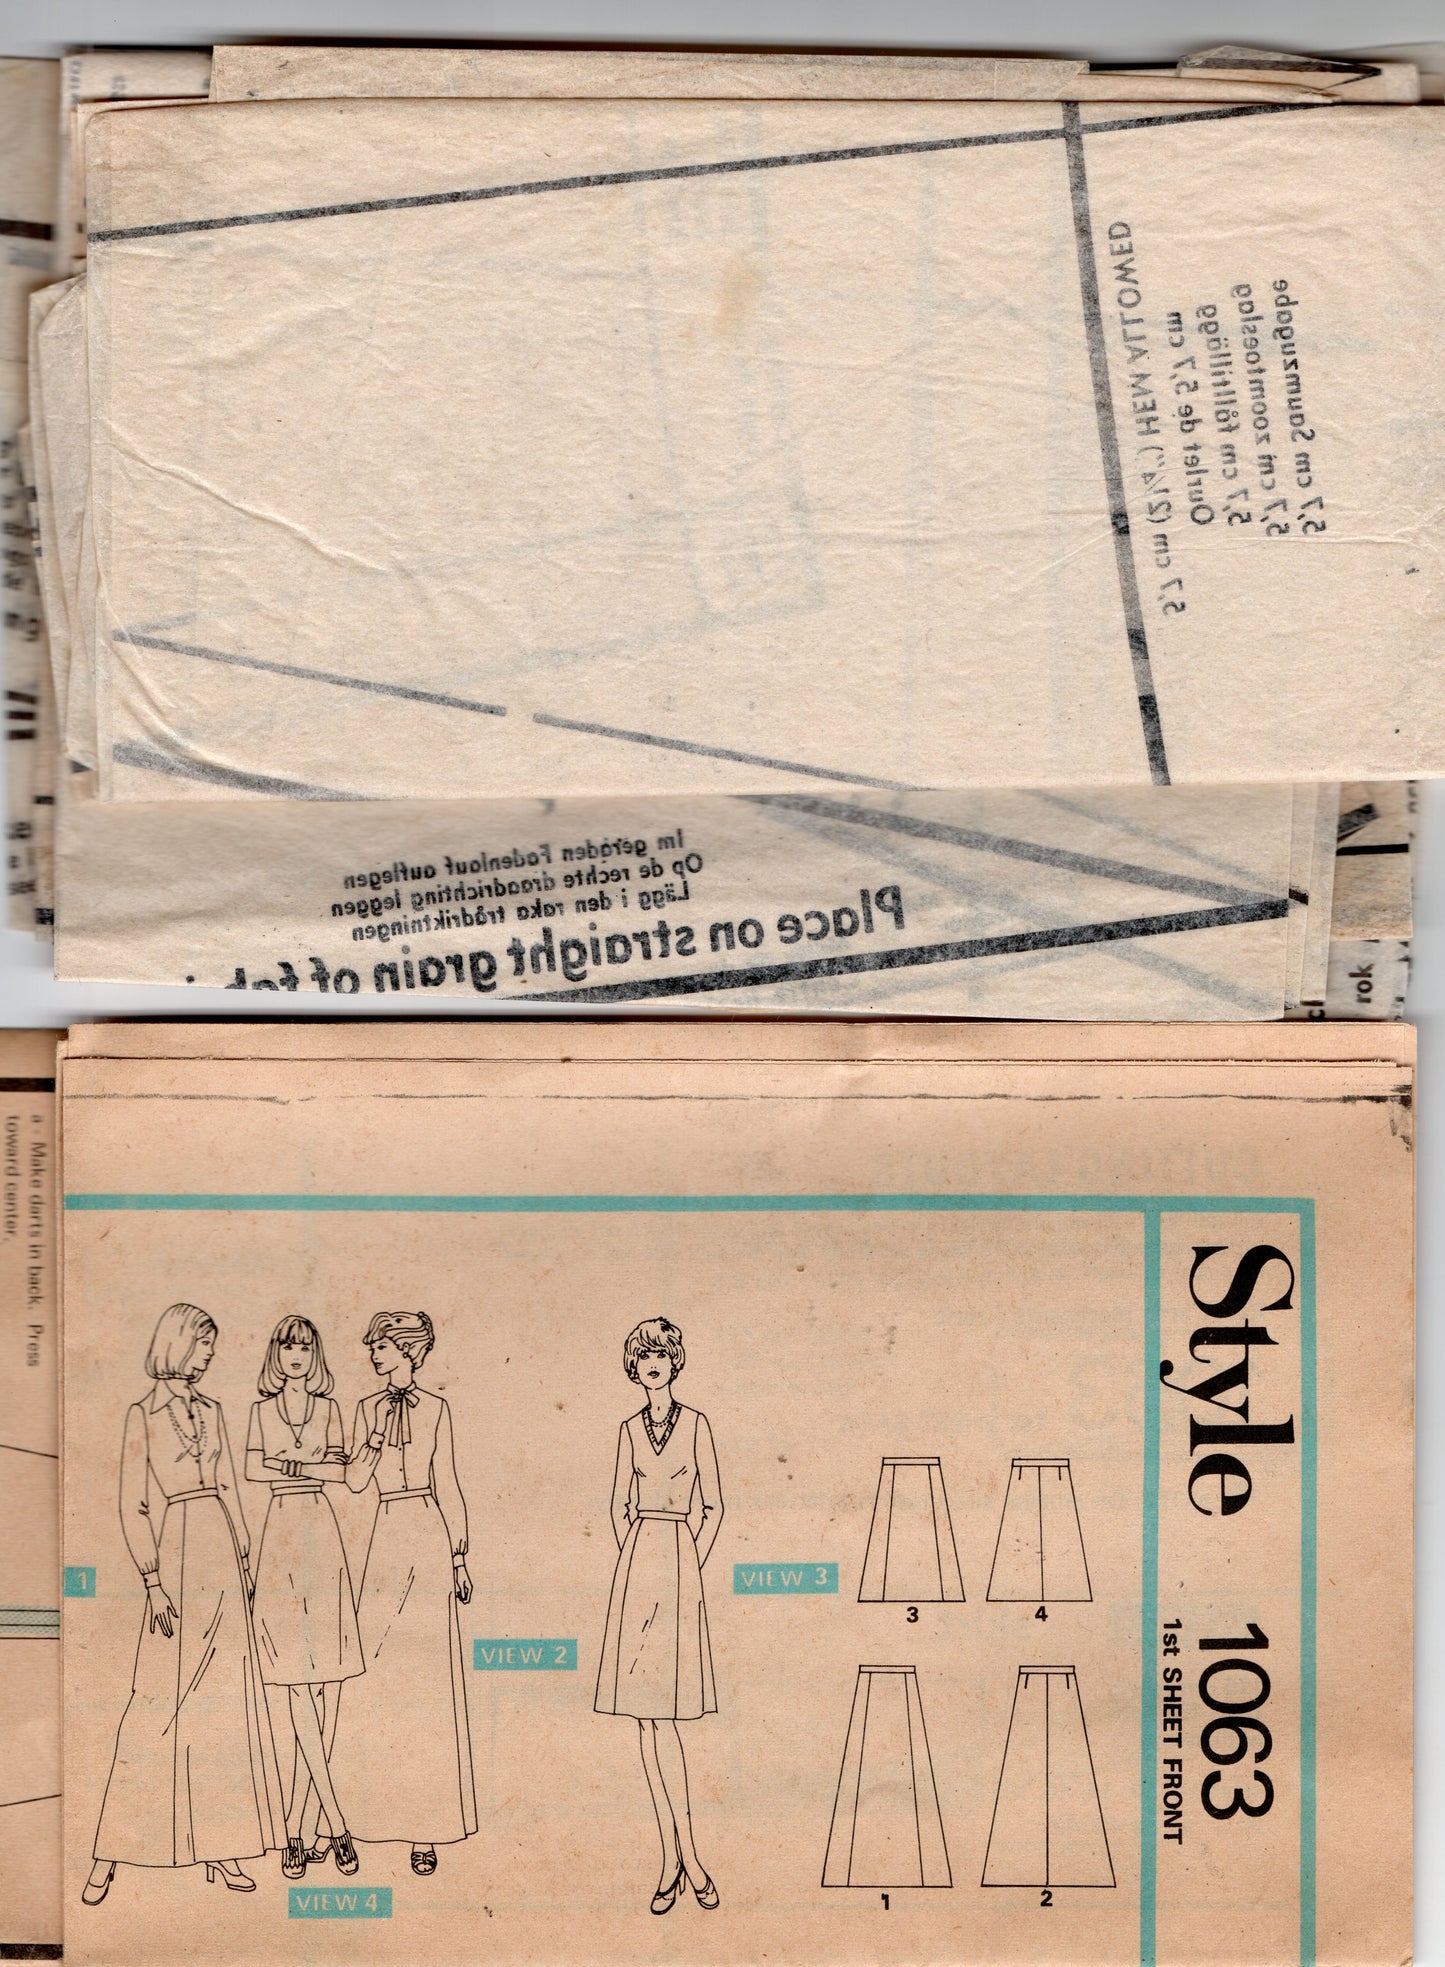 5,7 cm (2¼") HEM ALLOWED
Ourlet de 5,7 cm
5,7 cm fålltillägg
5,7 cm zoomtoeslag
5,7 cm Saumzugabe
Im geraden Fadenlauf auflegen
Op de rechte draadrichting leggen
Lägg i den raka trådriktningen
Place on straight grain of
rok
a - Make darts in back. Press
toward center.
Style 1063
1st SHEET FRONT
1
VIEW 2
VIEW 3
VIEW 4
3
4
1
2